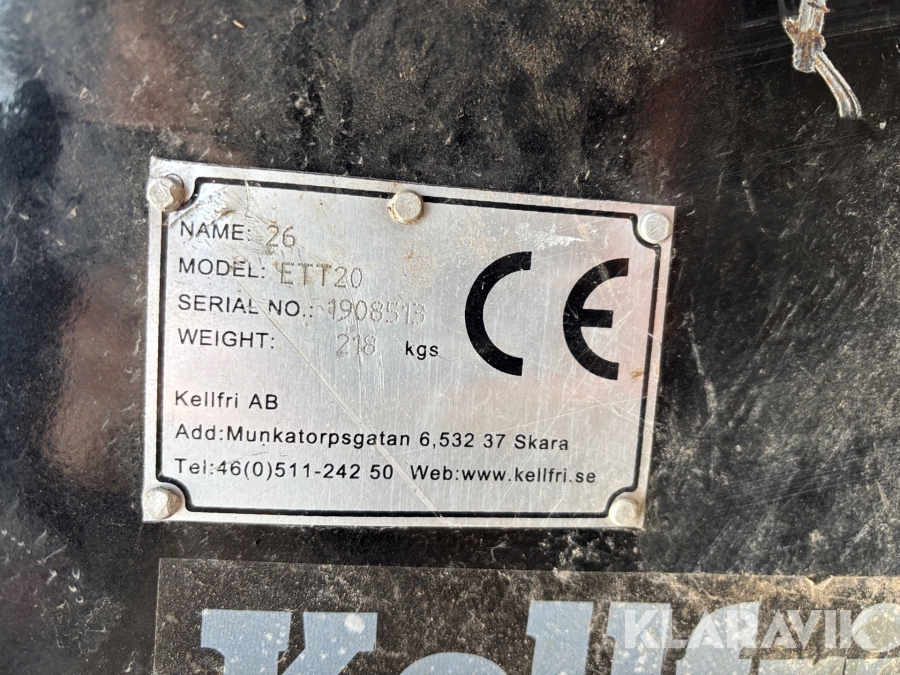 NAME: 26
MODEL: ETT20
SERIAL NO.: 1908513
WEIGHT: 218 kgs
CE
Kellfri AB
Add:Munkatorpsgatan 6,532 37 Skara
Tel:46(0)511-242 50 Web:www.kellfri.se
Kellfri
KLARAVIK